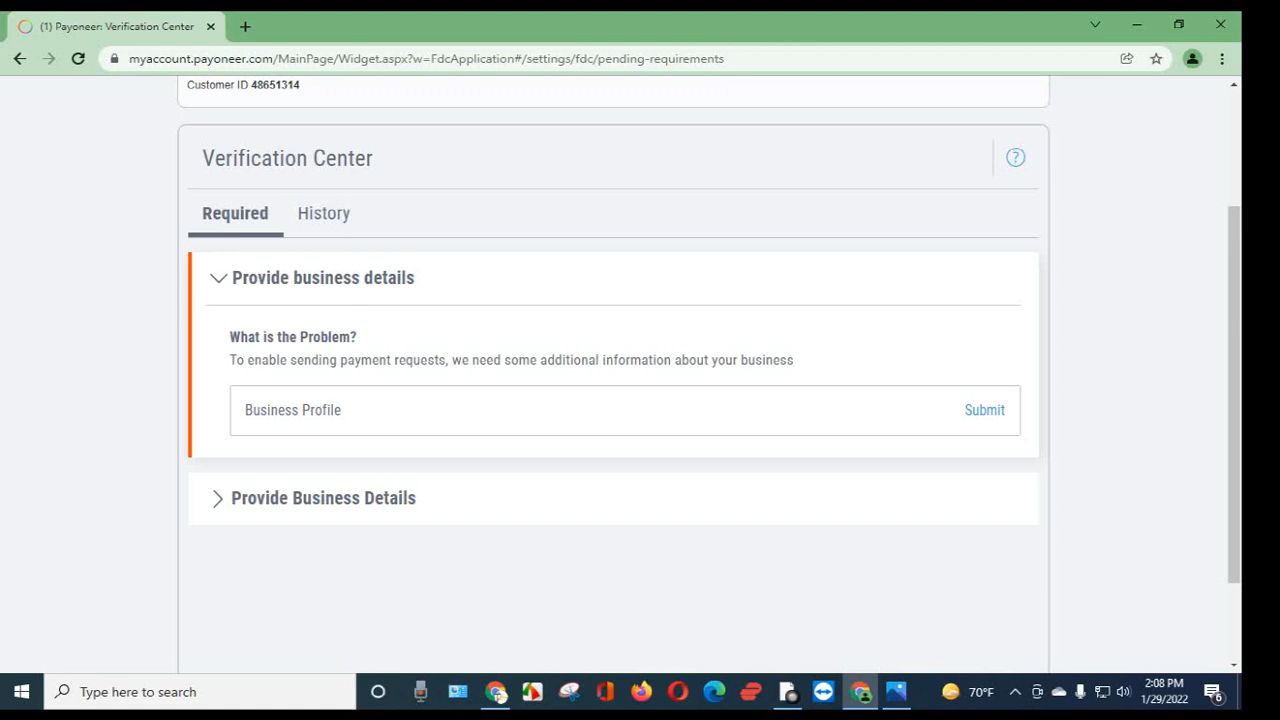 (1) Payoneer: Verification Center
myaccount.payoneer.com/MainPage/Widget.aspx?w=FdcApplication#/settings/fdc/pending-requirements
Customer ID 48651314
Verification Center
?
Required History
Provide business details
What is the Problem?
To enable sending payment requests, we need some additional information about your business
Business Profile Submit
Provide Business Details
Type here to search
70°F
2:08 PM
1/29/2022
6